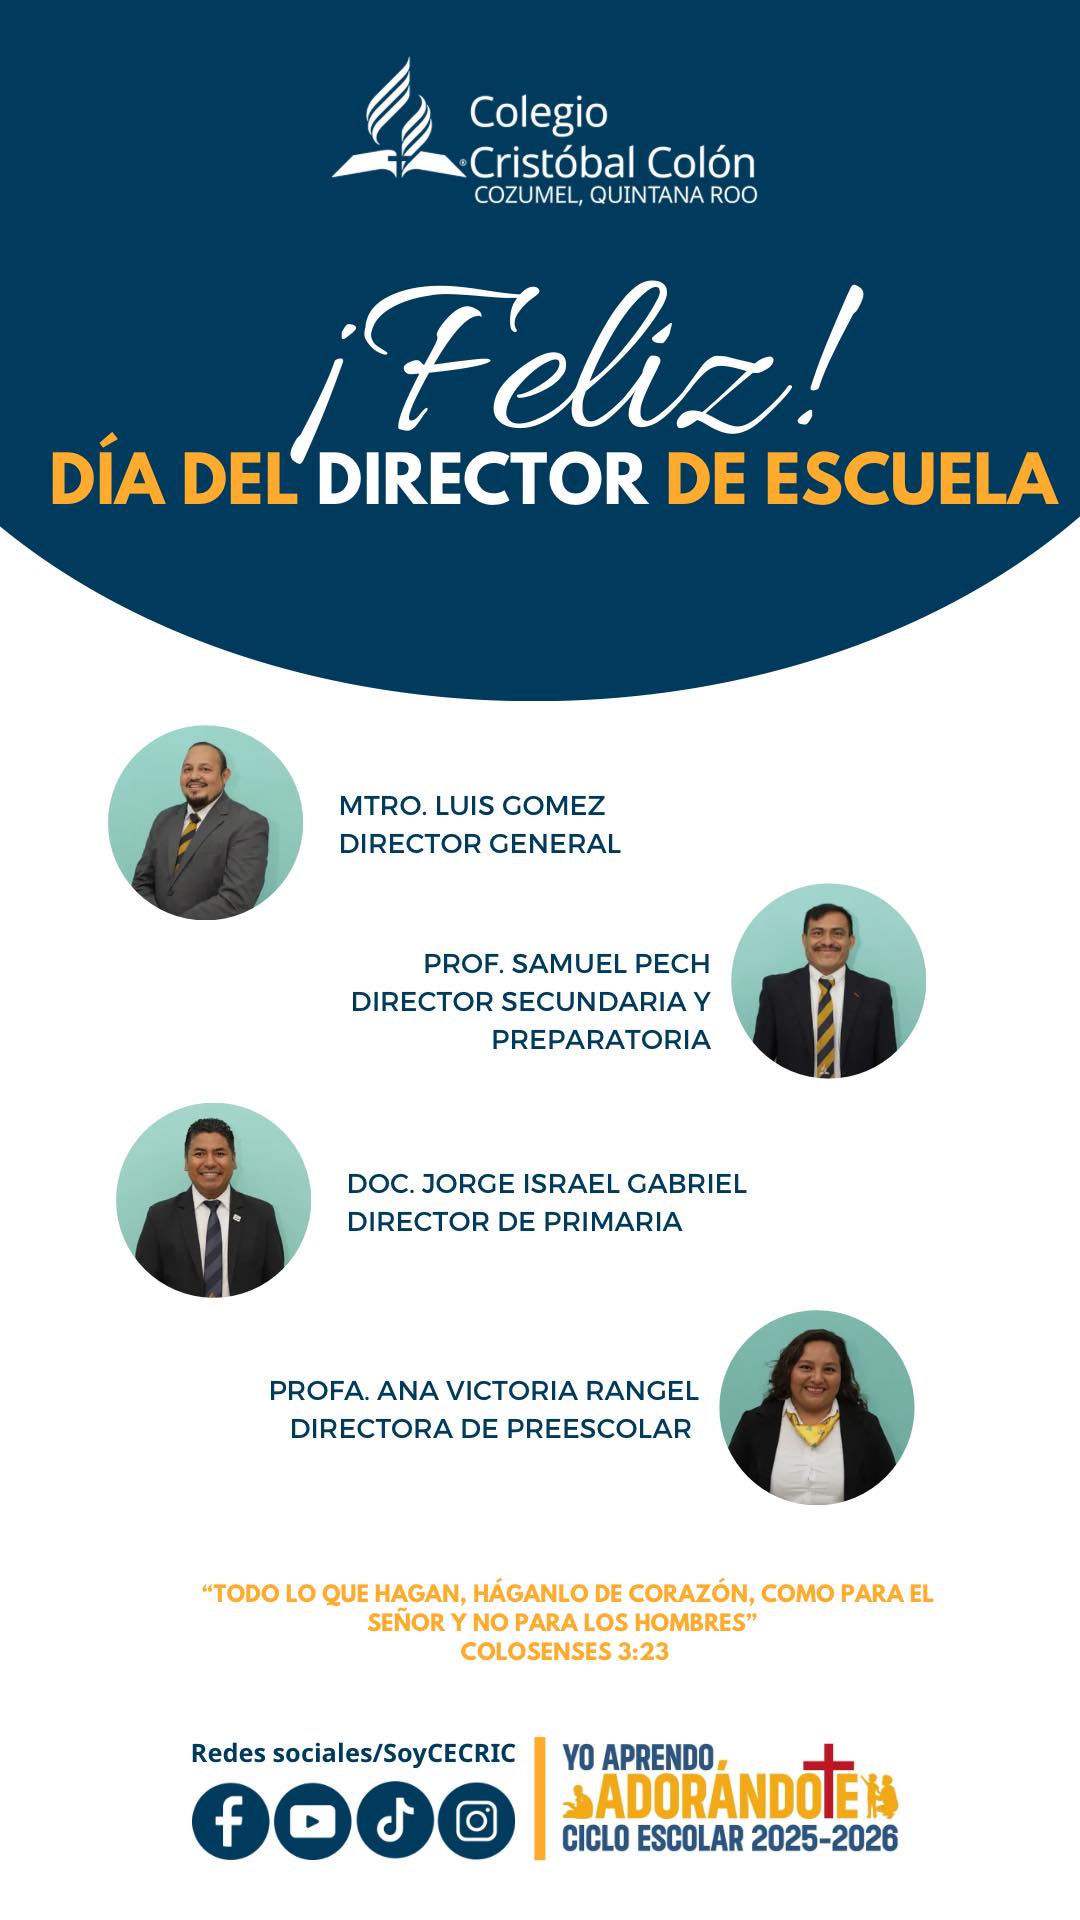 Colegio
Cristóbal Colón
COZUMEL, QUINTANA ROO
¡Feliz!
DÍA DEL DIRECTOR DE ESCUELA
MTRO. LUIS GOMEZ
DIRECTOR GENERAL
PROF. SAMUEL PECH
DIRECTOR SECUNDARIA Y
PREPARATORIA
DOC. JORGE ISRAEL GABRIEL
DIRECTOR DE PRIMARIA
PROFA. ANA VICTORIA RANGEL
DIRECTORA DE PREESCOLAR
“TODO LO QUE HAGAN, HÁGANLO DE CORAZÓN, COMO PARA EL
SEÑOR Y NO PARA LOS HOMBRES”
COLOSENSES 3:23
Redes sociales/SoyCECRIC
YO APRENDO
ADORÁNDOTE
CICLO ESCOLAR 2025-2026